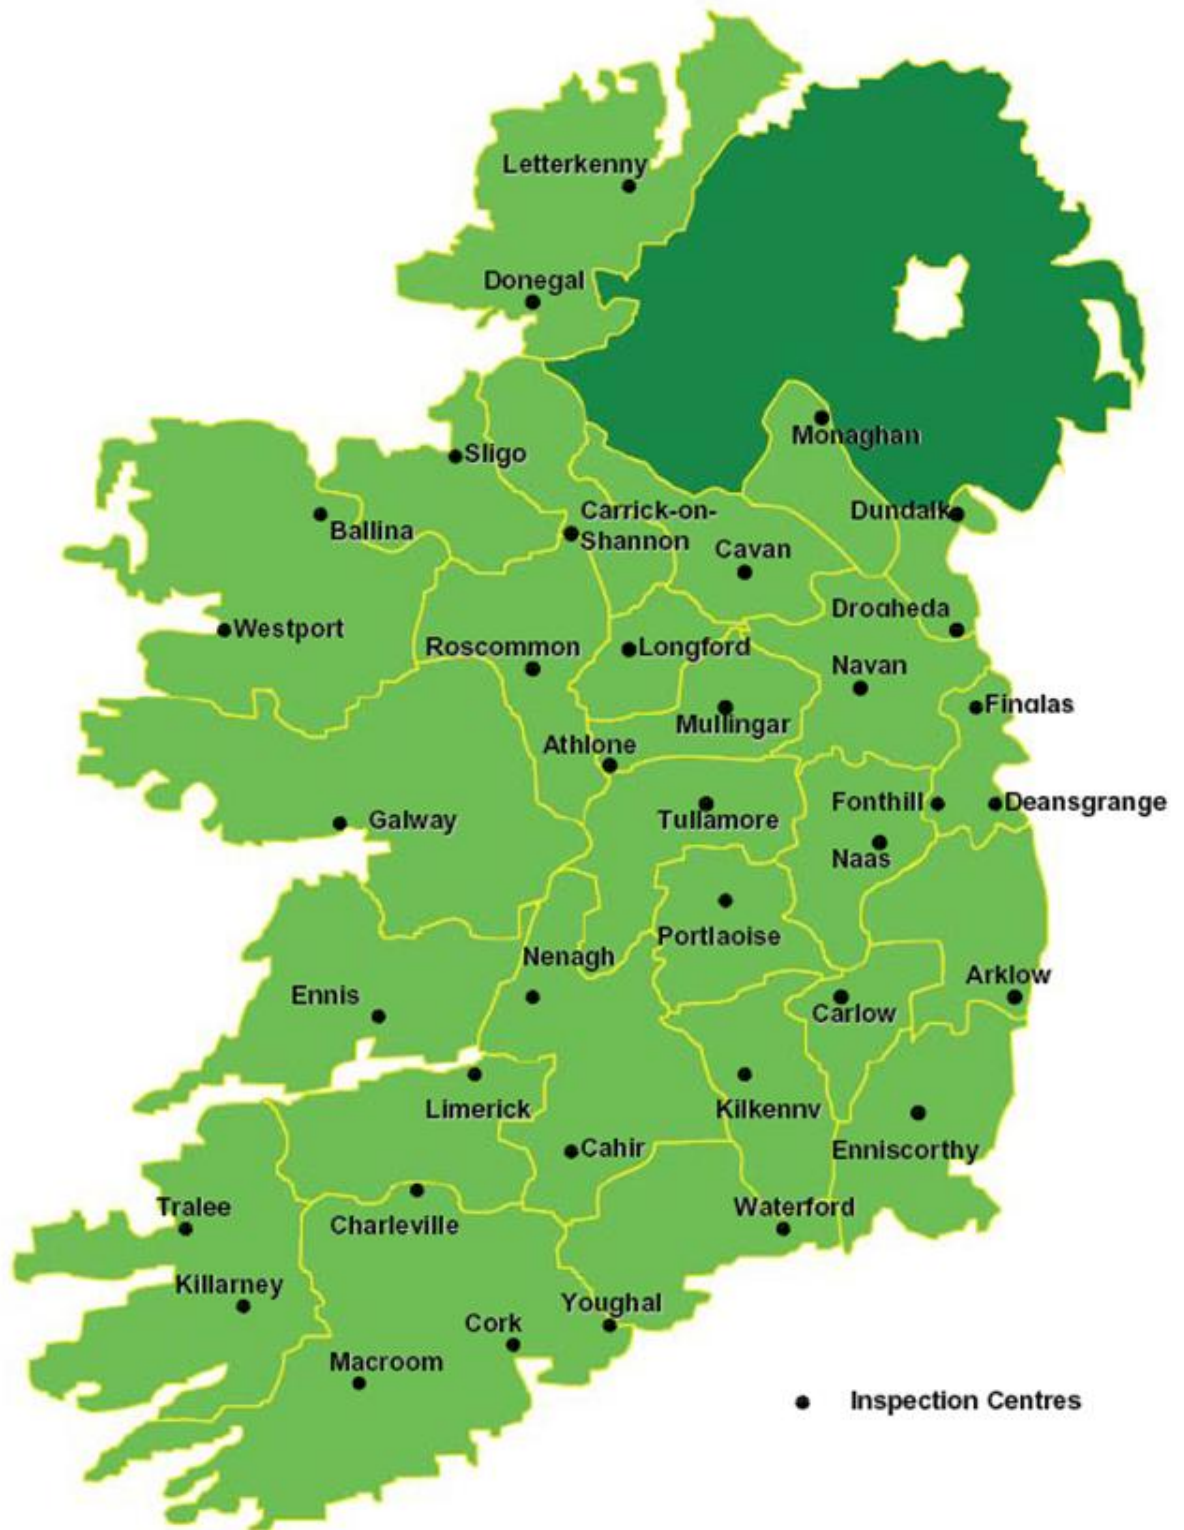 Letterkenny
Donegal
Monaghan
Sligo
Carrick-on-
Shannon
Dundalk
Ballina
Cavan
Drogheda
Westport
Roscommon
Longford
Navan
Finglas
Mullingar
Athlone
Fonthill
Deansgrange
Galway
Tullamore
Naas
Portlaoise
Nenagh
Ennis
Arklow
Carlow
Limerick
Kilkenny
Cahir
Enniscorthy
Tralee
Charleville
Waterford
Killarney
Youghal
Cork
Macroom
Inspection Centres